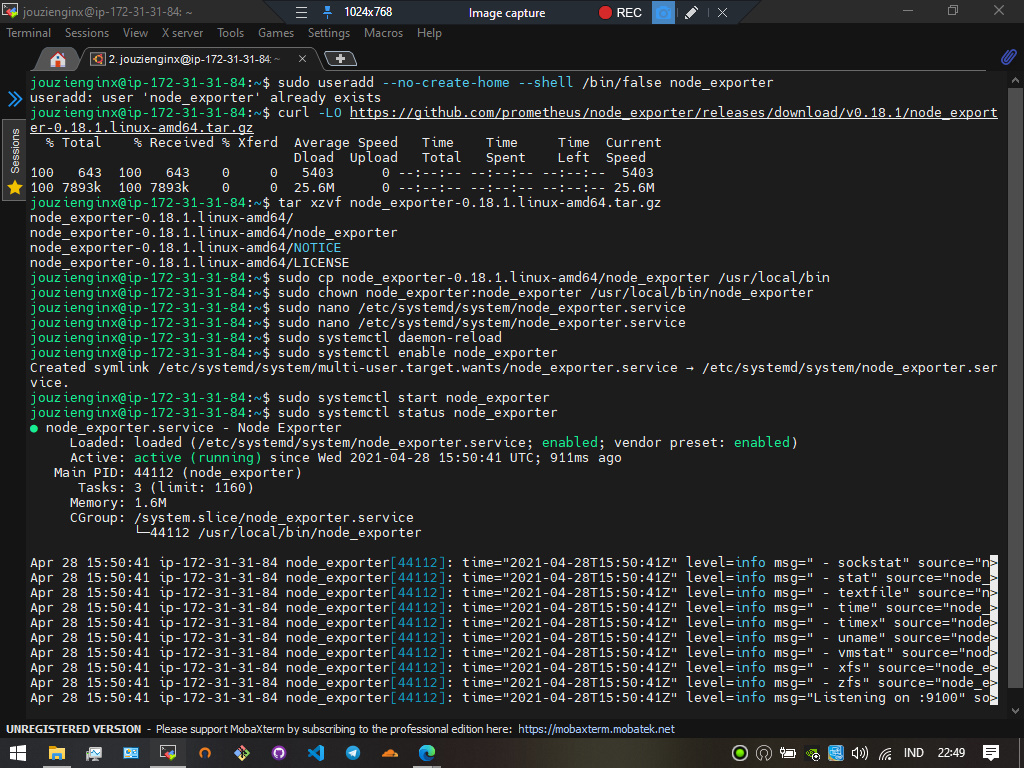 jouzienginx@ip-172-31-31-84: ~
1024x768
Image capture
REC
Terminal Sessions View X server Tools Games Settings Macros Help
2. jouzienginx@ip-172-31-31-84: ~
Sessions
jouzienginx@ip-172-31-31-84:~$ sudo useradd --no-create-home --shell /bin/false node_exporter
useradd: user 'node_exporter' already exists
jouzienginx@ip-172-31-31-84:~$ curl -LO https://github.com/prometheus/node_exporter/releases/download/v0.18.1/node_export
er-0.18.1.linux-amd64.tar.gz
% Total % Received % Xferd Average Speed Time Time Time Current
Dload Upload Total Spent Left Speed
100 643 100 643 0 0 5403 0 --:--:-- --:--:-- --:--:-- 5403
100 7893k 100 7893k 0 0 25.6M 0 --:--:-- --:--:-- --:--:-- 25.6M
jouzienginx@ip-172-31-31-84:~$ tar xzvf node_exporter-0.18.1.linux-amd64.tar.gz
node_exporter-0.18.1.linux-amd64/
node_exporter-0.18.1.linux-amd64/node_exporter
node_exporter-0.18.1.linux-amd64/NOTICE
node_exporter-0.18.1.linux-amd64/LICENSE
jouzienginx@ip-172-31-31-84:~$ sudo cp node_exporter-0.18.1.linux-amd64/node_exporter /usr/local/bin
jouzienginx@ip-172-31-31-84:~$ sudo chown node_exporter:node_exporter /usr/local/bin/node_exporter
jouzienginx@ip-172-31-31-84:~$ sudo nano /etc/systemd/system/node_exporter.service
jouzienginx@ip-172-31-31-84:~$ sudo nano /etc/systemd/system/node_exporter.service
jouzienginx@ip-172-31-31-84:~$ sudo systemctl daemon-reload
jouzienginx@ip-172-31-31-84:~$ sudo systemctl enable node_exporter
Created symlink /etc/systemd/system/multi-user.target.wants/node_exporter.service → /etc/systemd/system/node_exporter.ser
vice.
jouzienginx@ip-172-31-31-84:~$ sudo systemctl start node_exporter
jouzienginx@ip-172-31-31-84:~$ sudo systemctl status node_exporter
● node_exporter.service - Node Exporter
Loaded: loaded (/etc/systemd/system/node_exporter.service; enabled; vendor preset: enabled)
Active: active (running) since Wed 2021-04-28 15:50:41 UTC; 911ms ago
Main PID: 44112 (node_exporter)
Tasks: 3 (limit: 1160)
Memory: 1.6M
CGroup: /system.slice/node_exporter.service
└─44112 /usr/local/bin/node_exporter
Apr 28 15:50:41 ip-172-31-31-84 node_exporter[44112]: time="2021-04-28T15:50:41Z" level=info msg=" - sockstat" source="n>
Apr 28 15:50:41 ip-172-31-31-84 node_exporter[44112]: time="2021-04-28T15:50:41Z" level=info msg=" - stat" source="node_>
Apr 28 15:50:41 ip-172-31-31-84 node_exporter[44112]: time="2021-04-28T15:50:41Z" level=info msg=" - textfile" source="n>
Apr 28 15:50:41 ip-172-31-31-84 node_exporter[44112]: time="2021-04-28T15:50:41Z" level=info msg=" - time" source="node_>
Apr 28 15:50:41 ip-172-31-31-84 node_exporter[44112]: time="2021-04-28T15:50:41Z" level=info msg=" - timex" source="node>
Apr 28 15:50:41 ip-172-31-31-84 node_exporter[44112]: time="2021-04-28T15:50:41Z" level=info msg=" - uname" source="node>
Apr 28 15:50:41 ip-172-31-31-84 node_exporter[44112]: time="2021-04-28T15:50:41Z" level=info msg=" - vmstat" source="nod>
Apr 28 15:50:41 ip-172-31-31-84 node_exporter[44112]: time="2021-04-28T15:50:41Z" level=info msg=" - xfs" source="node_e>
Apr 28 15:50:41 ip-172-31-31-84 node_exporter[44112]: time="2021-04-28T15:50:41Z" level=info msg=" - zfs" source="node_e>
Apr 28 15:50:41 ip-172-31-31-84 node_exporter[44112]: time="2021-04-28T15:50:41Z" level=info msg="Listening on :9100" so>
UNREGISTERED VERSION - Please support MobaXterm by subscribing to the professional edition here: https://mobaxterm.mobatek.net
IND 22:49